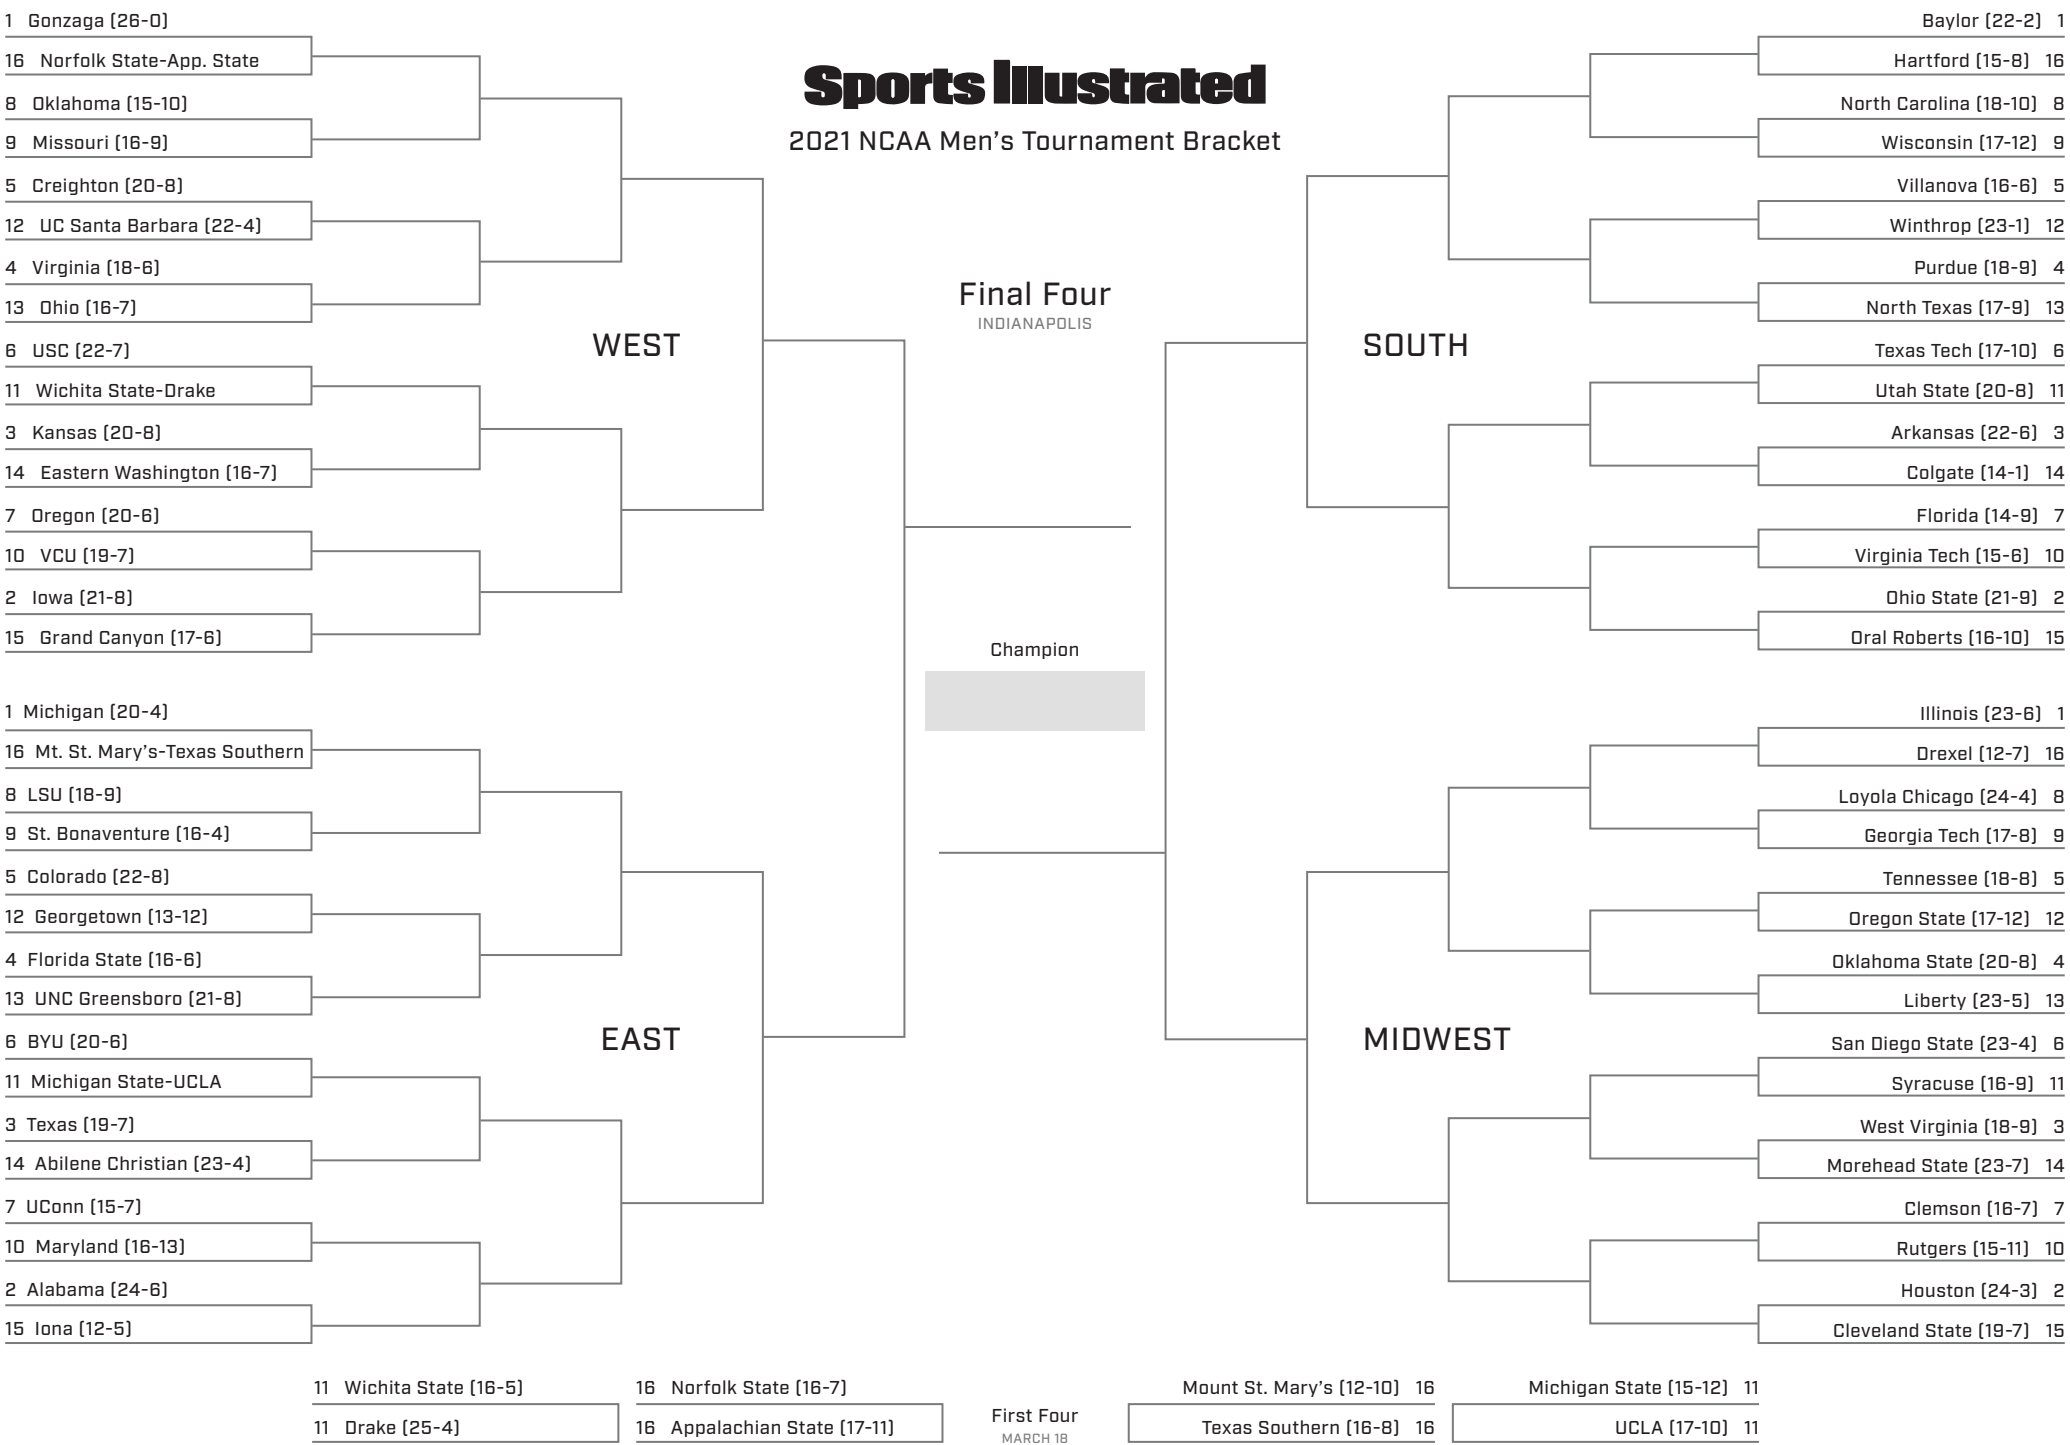 Sports Illustrated
2021 NCAA Men's Tournament Bracket
1 Gonzaga (26-0)
16 Norfolk State-App. State
8 Oklahoma (15-10)
9 Missouri (16-9)
5 Creighton (20-8)
12 UC Santa Barbara (22-4)
4 Virginia (18-6)
13 Ohio (16-7)
WEST
6 USC (22-7)
11 Wichita State-Drake
3 Kansas (20-8)
14 Eastern Washington (16-7)
7 Oregon (20-6)
10 VCU (19-7)
2 Iowa (21-8)
15 Grand Canyon (17-6)
1 Michigan (20-4)
16 Mt. St. Mary's-Texas Southern
8 LSU (18-9)
9 St. Bonaventure (16-4)
5 Colorado (22-8)
12 Georgetown (13-12)
4 Florida State (16-6)
13 UNC Greensboro (21-8)
EAST
6 BYU (20-6)
11 Michigan State-UCLA
3 Texas (19-7)
14 Abilene Christian (23-4)
7 UConn (15-7)
10 Maryland (16-13)
2 Alabama (24-6)
15 Iona (12-5)
Final Four
INDIANAPOLIS
Champion
Baylor (22-2) 1
Hartford (15-8) 16
North Carolina (18-10) 8
Wisconsin (17-12) 9
Villanova (16-6) 5
Winthrop (23-1) 12
Purdue (18-9) 4
North Texas (17-9) 13
SOUTH
Texas Tech (17-10) 6
Utah State (20-8) 11
Arkansas (22-6) 3
Colgate (14-1) 14
Florida (14-9) 7
Virginia Tech (15-6) 10
Ohio State (21-9) 2
Oral Roberts (16-10) 15
Illinois (23-6) 1
Drexel (12-7) 16
Loyola Chicago (24-4) 8
Georgia Tech (17-8) 9
Tennessee (18-8) 5
Oregon State (17-12) 12
Oklahoma State (20-8) 4
Liberty (23-5) 13
MIDWEST
San Diego State (23-4) 6
Syracuse (16-9) 11
West Virginia (18-9) 3
Morehead State (23-7) 14
Clemson (16-7) 7
Rutgers (15-11) 10
Houston (24-3) 2
Cleveland State (19-7) 15
11 Wichita State (16-5)
11 Drake (25-4)
16 Norfolk State (16-7)
16 Appalachian State (17-11)
First Four
MARCH 18
Mount St. Mary's (12-10) 16
Texas Southern (16-8) 16
Michigan State (15-12) 11
UCLA (17-10) 11